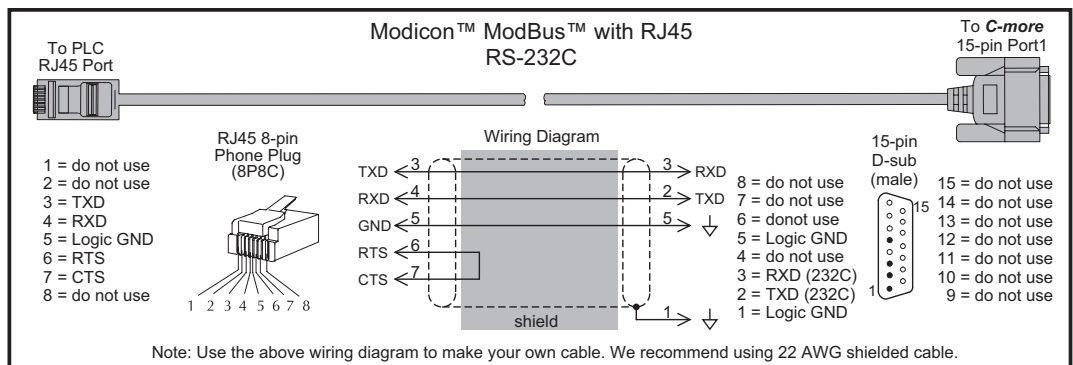 Modicon™ ModBus™ with RJ45
RS-232C
To PLC
RJ45 Port
To C-more
15-pin Port1
1 = do not use
2 = do not use
3 = TXD
4 = RXD
5 = Logic GND
6 = RTS
7 = CTS
8 = do not use
RJ45 8-pin
Phone Plug
(8P8C)
1 2 3 4 5 6 7 8
Wiring Diagram
TXD 3 3 RXD
RXD 4 2 TXD
GND 5 5
RTS 6
CTS 7
1
shield
8 = do not use
7 = do not use
6 = donot use
5 = Logic GND
4 = do not use
3 = RXD (232C)
2 = TXD (232C)
1 = Logic GND
15-pin
D-sub
(male)
15
1
15 = do not use
14 = do not use
13 = do not use
12 = do not use
11 = do not use
10 = do not use
9 = do not use
Note: Use the above wiring diagram to make your own cable. We recommend using 22 AWG shielded cable.